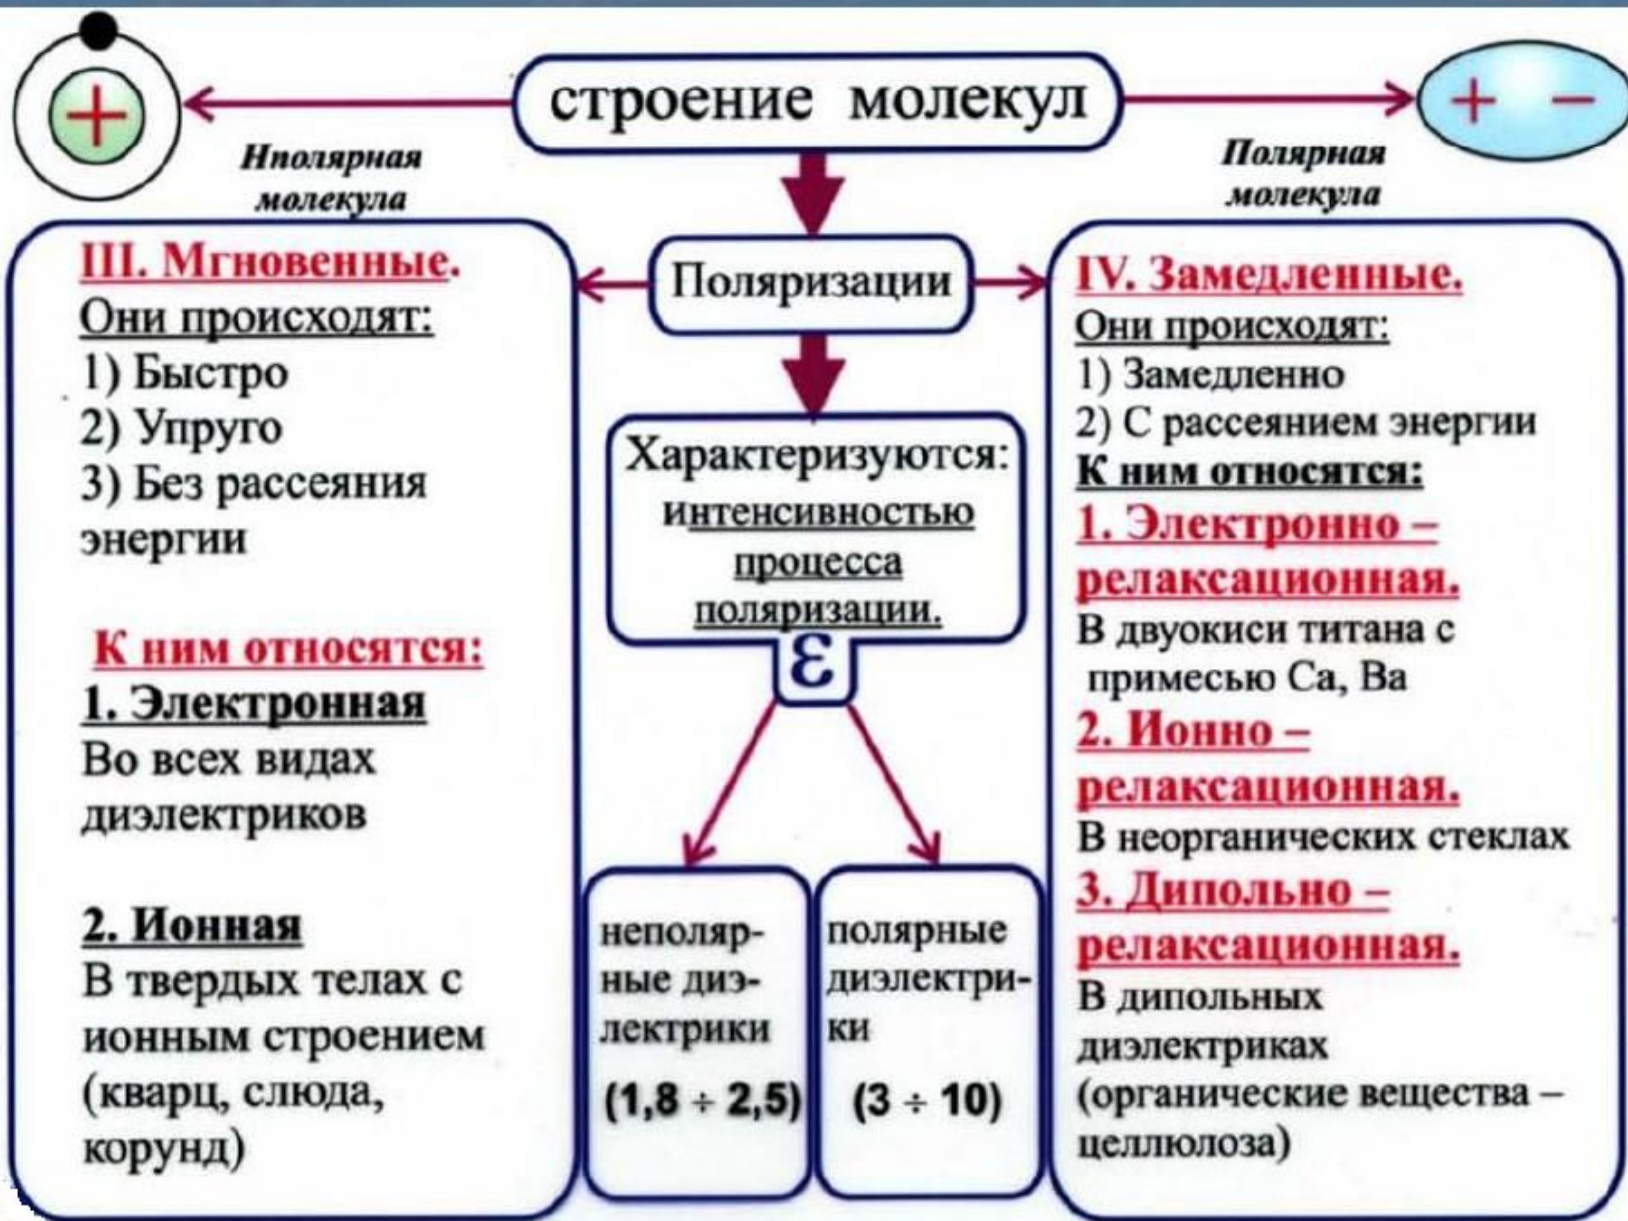 строение молекул
+
+ −
Нполярная
молекула
Полярная
молекула
III. Мгновенные.
Они происходят:
1) Быстро
2) Упруго
3) Без рассеяния
энергии
К ним относятся:
1. Электронная
Во всех видах
диэлектриков
2. Ионная
В твердых телах с
ионным строением
(кварц, слюда,
корунд)
Поляризации
Характеризуются:
интенсивностью
процесса
поляризации.
ε
неполяр-
ные диэ-
лектрики
(1,8 ÷ 2,5)
полярные
диэлектри-
ки
(3 ÷ 10)
IV. Замедленные.
Они происходят:
1) Замедленно
2) С рассеянием энергии
К ним относятся:
1. Электронно –
релаксационная.
В двуокиси титана с
примесью Са, Ва
2. Ионно –
релаксационная.
В неорганических стеклах
3. Дипольно –
релаксационная.
В дипольных
диэлектриках
(органические вещества –
целлюлоза)